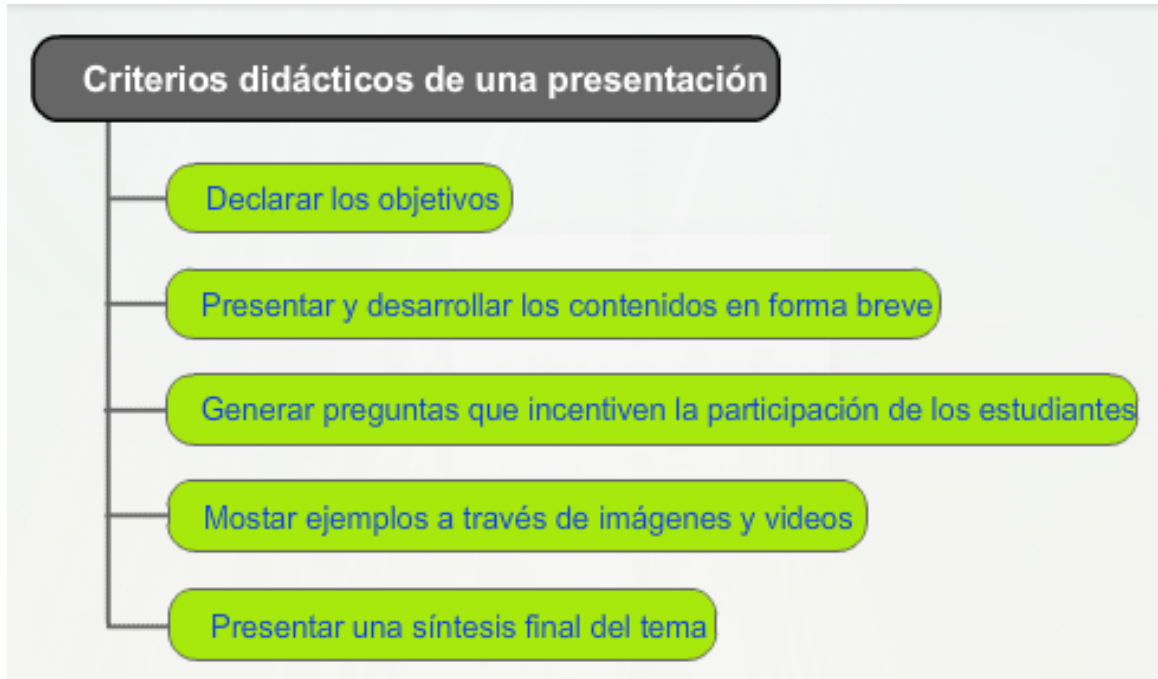 Criterios didácticos de una presentación
Declarar los objetivos
Presentar y desarrollar los contenidos en forma breve
Generar preguntas que incentiven la participación de los estudiantes
Mostar ejemplos a través de imágenes y videos
Presentar una síntesis final del tema